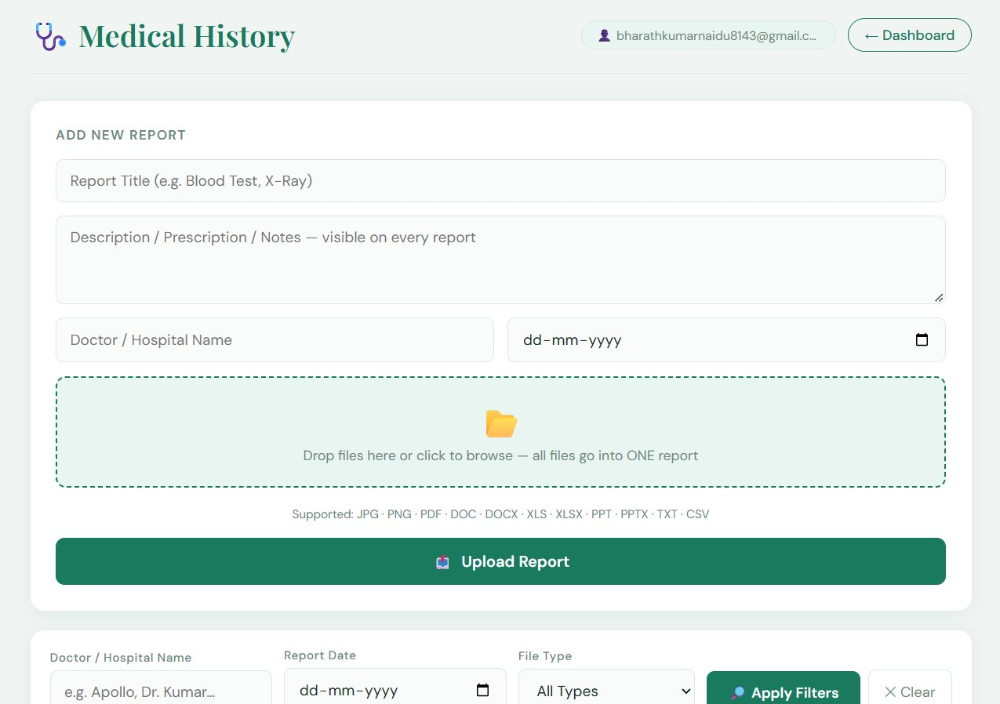 Medical History
bharathkumarnaidu8143@gmail.c...
← Dashboard
ADD NEW REPORT
Report Title (e.g. Blood Test, X-Ray)
Description / Prescription / Notes — visible on every report
Doctor / Hospital Name
dd-mm-yyyy
Drop files here or click to browse — all files go into ONE report
Supported: JPG · PNG · PDF · DOC · DOCX · XLS · XLSX · PPT · PPTX · TXT · CSV
Upload Report
Doctor / Hospital Name
Report Date
File Type
e.g. Apollo, Dr. Kumar...
dd-mm-yyyy
All Types
Apply Filters
✕ Clear